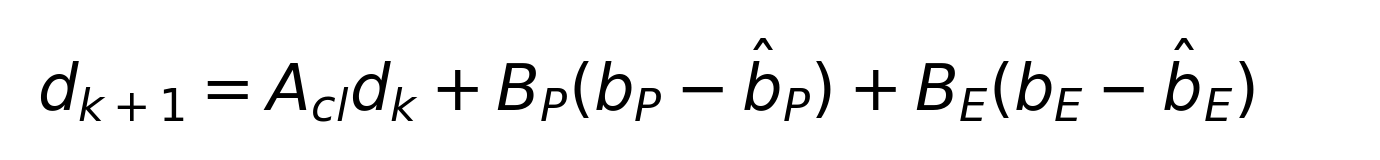 d_{k+1} = A_{cl}d_k + B_P(b_P − \hat{b}_P) + B_E(b_E − \hat{b}_E)